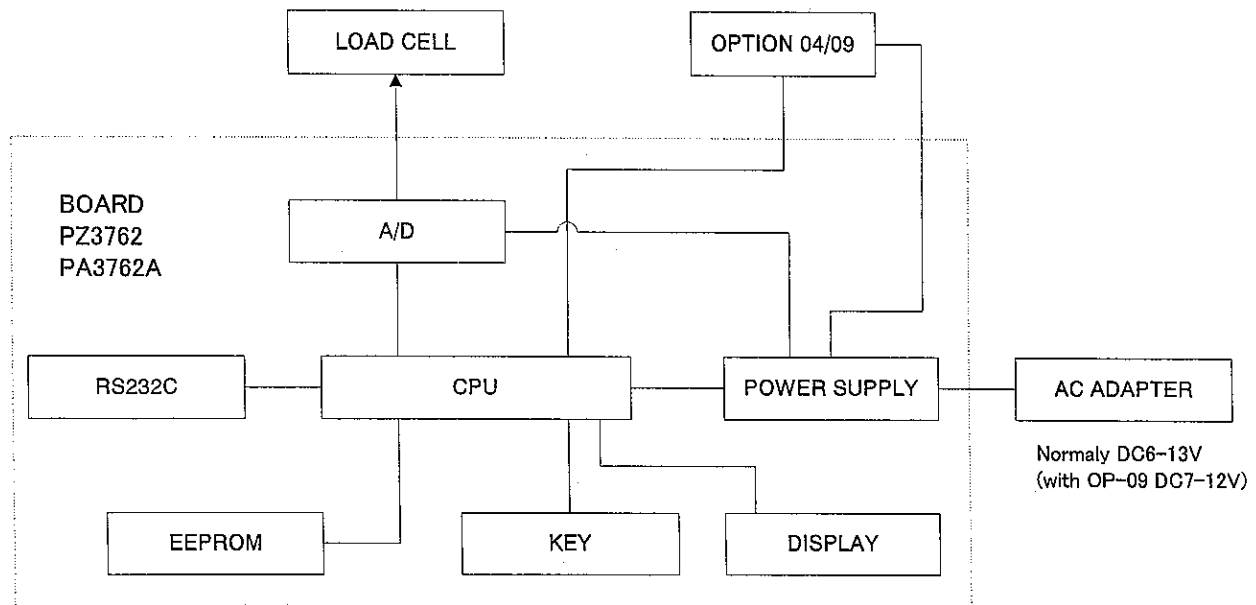 LOAD CELL
OPTION 04/09
BOARD
PZ3762
PA3762A
A/D
RS232C
CPU
POWER SUPPLY
AC ADAPTER
Normaly DC6-13V
(with OP-09 DC7-12V)
EEPROM
KEY
DISPLAY